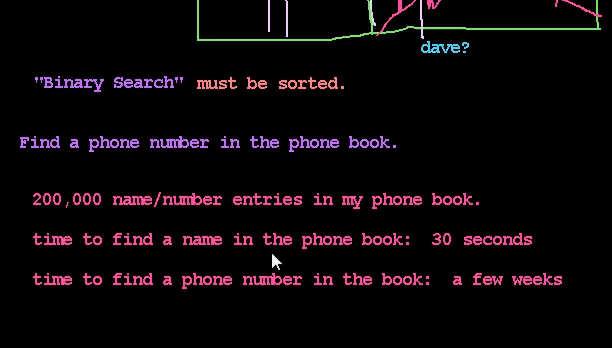 dave?
"Binary Search" must be sorted.
Find a phone number in the phone book.
200,000 name/number entries in my phone book.
time to find a name in the phone book: 30 seconds
time to find a phone number in the book: a few weeks